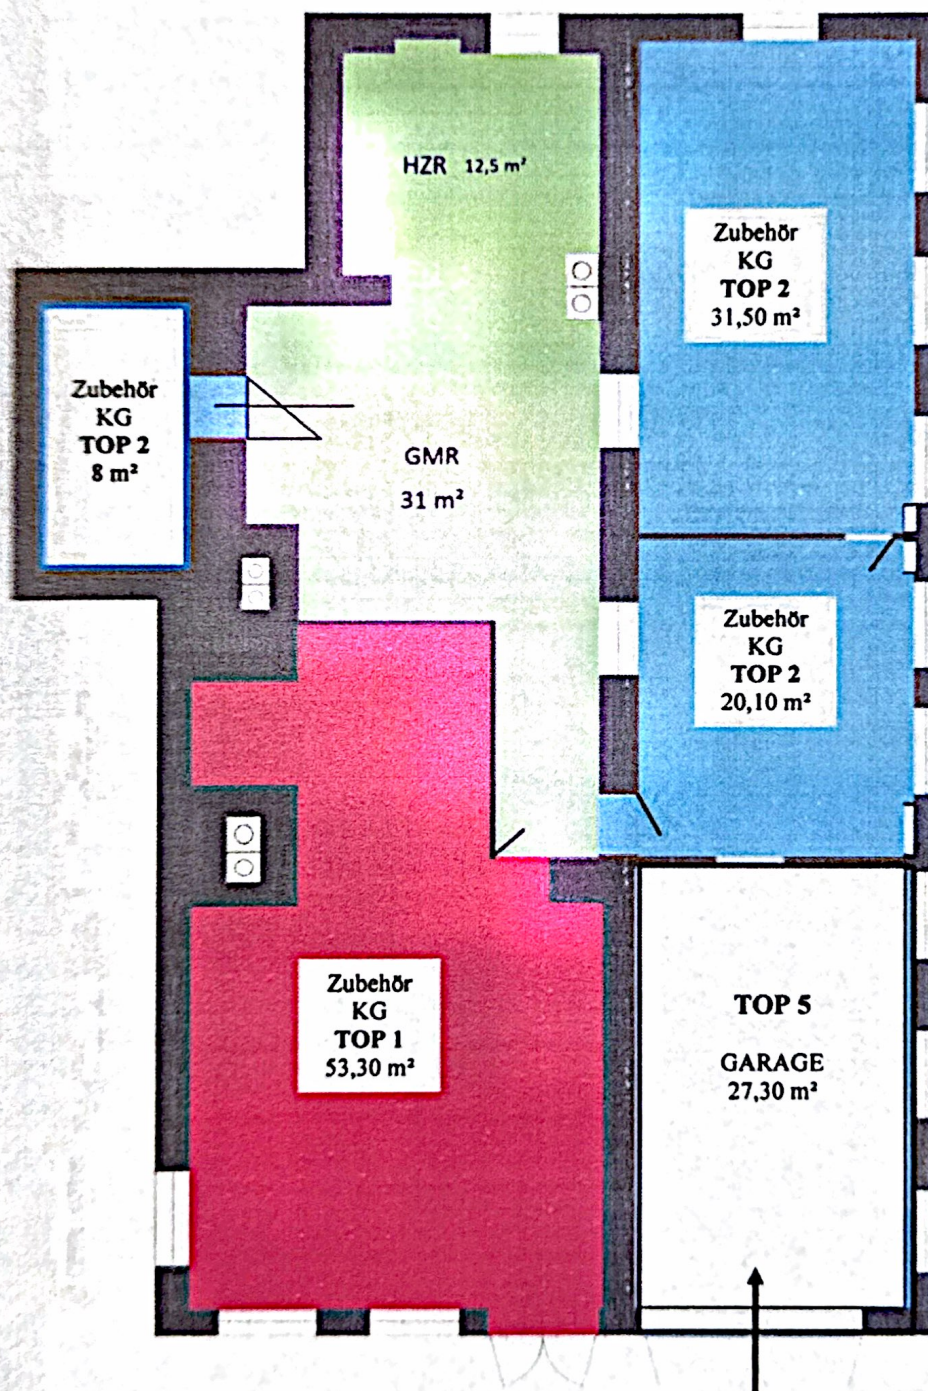 HZR 12,5 m²
Zubehör
KG
TOP 2
31,50 m²
Zubehör
KG
TOP 2
8 m²
GMR
31 m²
Zubehör
KG
TOP 2
20,10 m²
Zubehör
KG
TOP 1
53,30 m²
TOP 5
GARAGE
27,30 m²